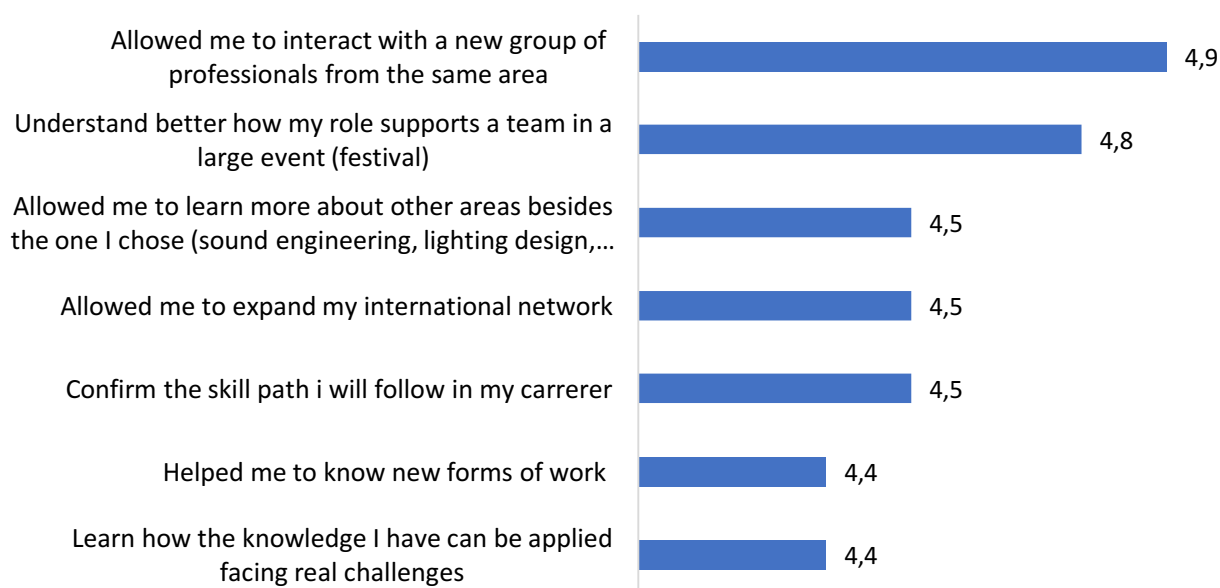 Allowed me to interact with a new group of
professionals from the same area
4,9
Understand better how my role supports a team in a
large event (festival)
4,8
Allowed me to learn more about other areas besides
the one I chose (sound engineering, lighting design,…
4,5
Allowed me to expand my international network
4,5
Confirm the skill path i will follow in my carrerer
4,5
Helped me to know new forms of work
4,4
Learn how the knowledge I have can be applied
facing real challenges
4,4